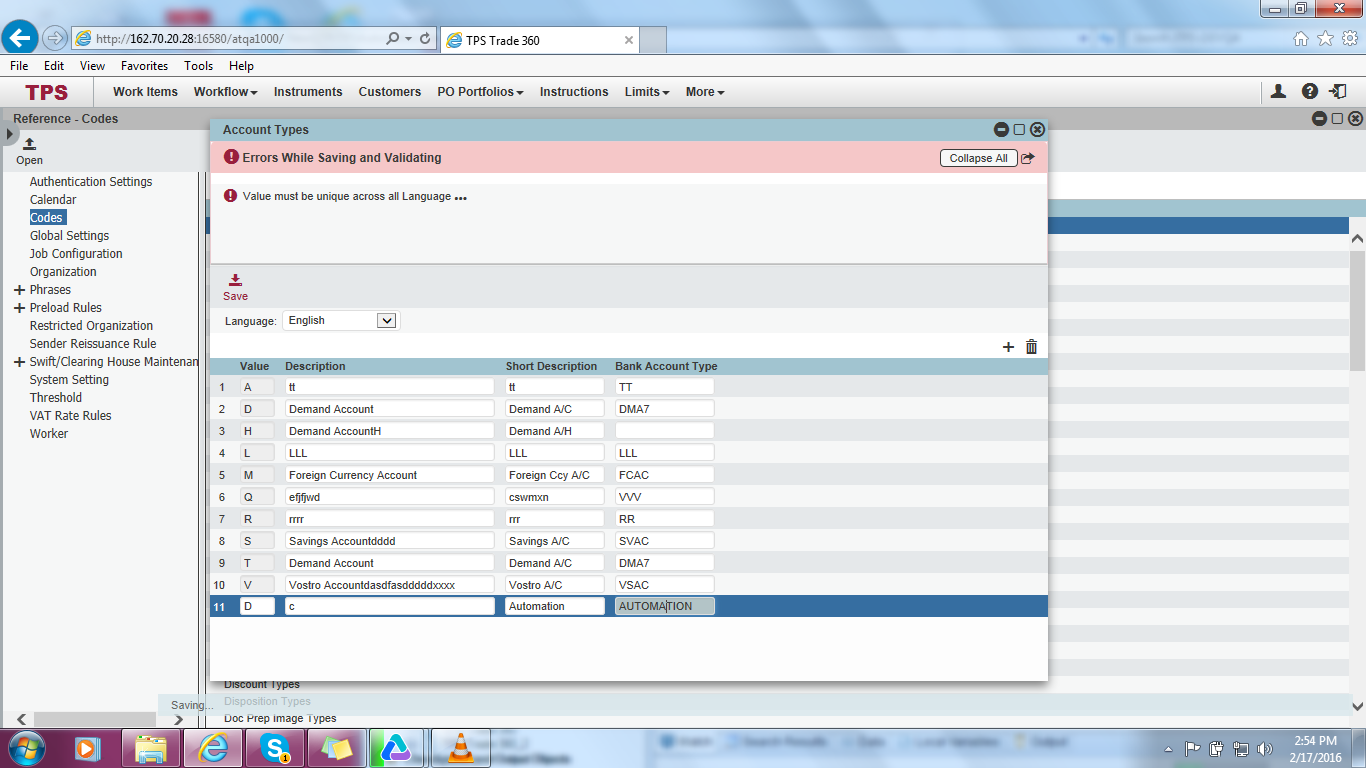 http://162.70.20.28:16580/atqa1000/
TPS Trade 360
File Edit View Favorites Tools Help
TPS Work Items Workflow Instruments Customers PO Portfolios Instructions Limits More
Reference - Codes
Open
Authentication Settings
Calendar
Codes
Global Settings
Job Configuration
Organization
Phrases
Preload Rules
Restricted Organization
Sender Reissuance Rule
Swift/Clearing House Maintenan
System Setting
Threshold
VAT Rate Rules
Worker
Account Types
Errors While Saving and Validating Collapse All
Value must be unique across all Language ...
Save
Language: English
Value Description Short Description Bank Account Type
1 A tt tt TT
2 D Demand Account Demand A/C DMA7
3 H Demand AccountH Demand A/H
4 L LLL LLL LLL
5 M Foreign Currency Account Foreign Ccy A/C FCAC
6 Q efjfjwd cswmxn VVV
7 R rrrr rrr RR
8 S Savings Accountdddd Savings A/C SVAC
9 T Demand Account Demand A/C DMA7
10 V Vostro Accountdasdfasdddddxxxx Vostro A/C VSAC
11 D c Automation AUTOMATION
Discount Types
Saving... Disposition Types
Doc Prep Image Types
1
2:54 PM
2/17/2016